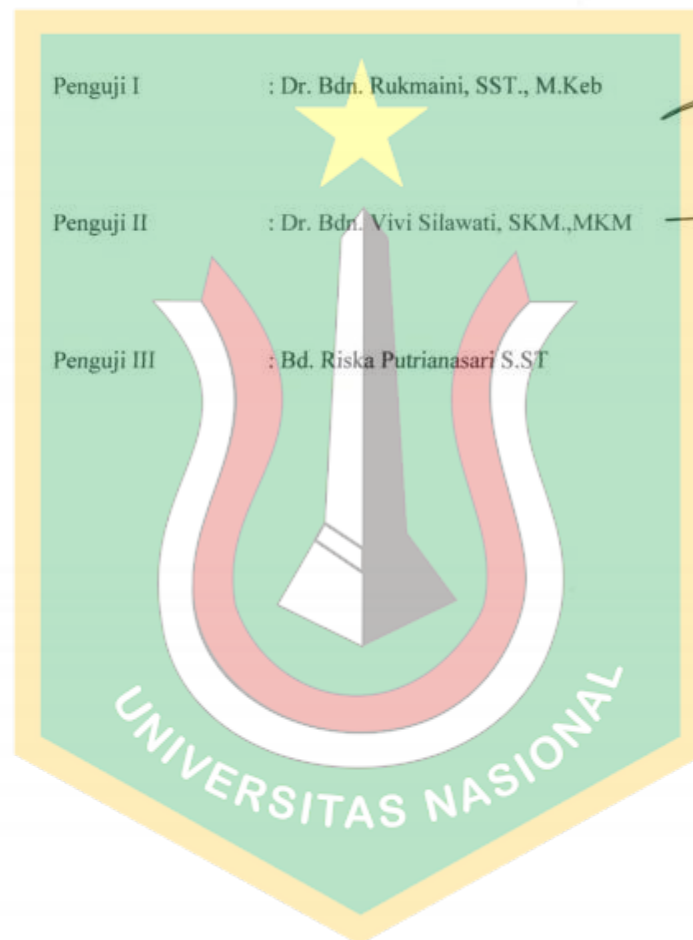 Penguji I : Dr. Bdn. Rukmaini, SST., M.Keb
Penguji II : Dr. Bdn. Vivi Silawati, SKM.,MKM
Penguji III : Bd. Riska Putrianasari S.ST
UNIVERSITAS NASIONAL